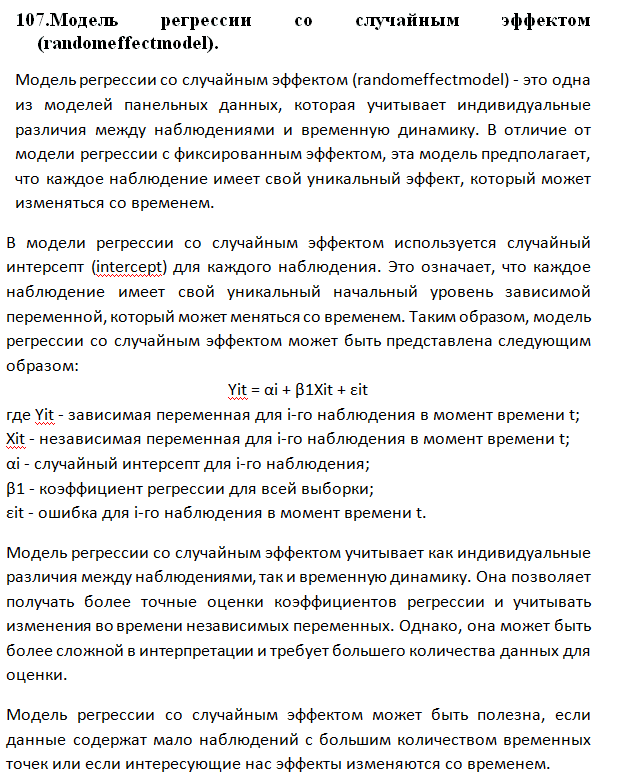 107.Модель регрессии со случайным эффектом
(randomeffectmodel).
Модель регрессии со случайным эффектом (randomeffectmodel) - это одна
из моделей панельных данных, которая учитывает индивидуальные
различия между наблюдениями и временную динамику. В отличие от
модели регрессии с фиксированным эффектом, эта модель предполагает,
что каждое наблюдение имеет свой уникальный эффект, который может
изменяться со временем.
В модели регрессии со случайным эффектом используется случайный
интерсепт (intercept) для каждого наблюдения. Это означает, что каждое
наблюдение имеет свой уникальный начальный уровень зависимой
переменной, который может меняться со временем. Таким образом, модель
регрессии со случайным эффектом может быть представлена следующим
образом:
Yit = αi + β1Xit + εit
где Yit - зависимая переменная для i-го наблюдения в момент времени t;
Xit - независимая переменная для i-го наблюдения в момент времени t;
αi - случайный интерсепт для i-го наблюдения;
β1 - коэффициент регрессии для всей выборки;
εit - ошибка для i-го наблюдения в момент времени t.
Модель регрессии со случайным эффектом учитывает как индивидуальные
различия между наблюдениями, так и временную динамику. Она позволяет
получать более точные оценки коэффициентов регрессии и учитывать
изменения во времени независимых переменных. Однако, она может быть
более сложной в интерпретации и требует большего количества данных для
оценки.
Модель регрессии со случайным эффектом может быть полезна, если
данные содержат мало наблюдений с большим количеством временных
точек или если интересующие нас эффекты изменяются со временем.